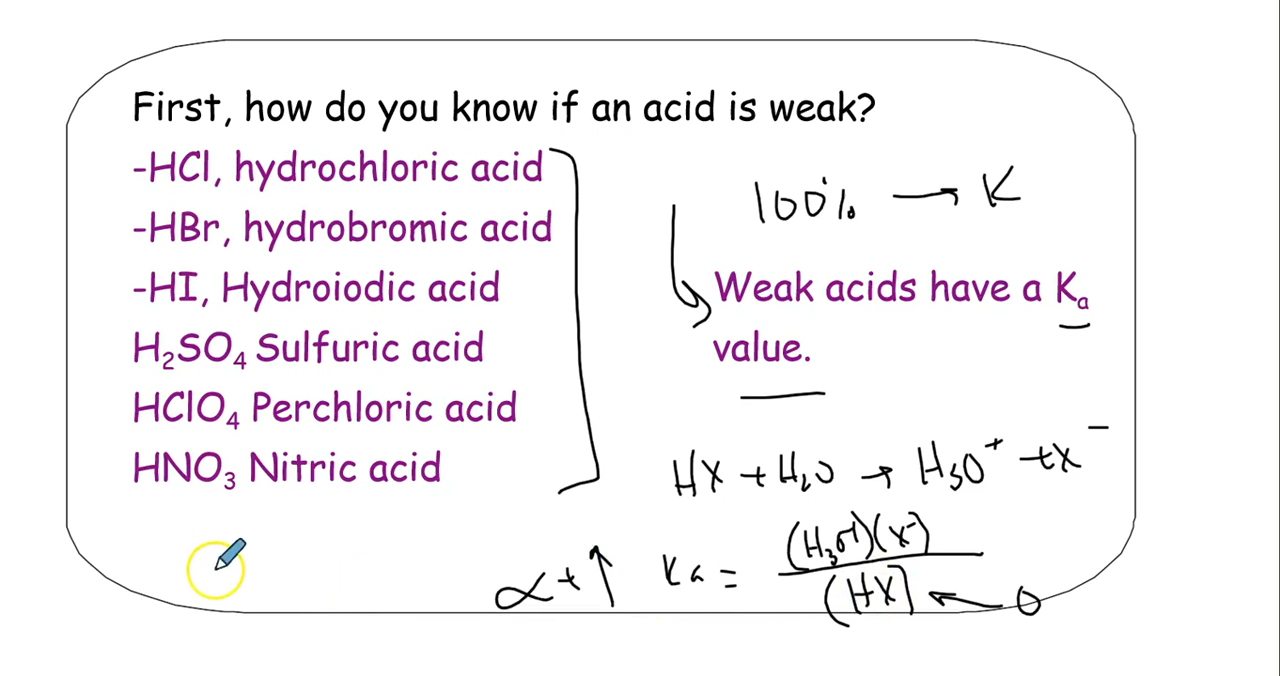 First, how do you know if an acid is weak?
-HCl, hydrochloric acid
-HBr, hydrobromic acid
-HI, Hydroiodic acid
H₂SO₄ Sulfuric acid
HClO₄ Perchloric acid
HNO₃ Nitric acid
100% → K
Weak acids have a Kₐ
value.
HX + H₂O → H₃O⁺ + X⁻
Ka = (H₃O⁺)(X⁻)
(HX] ← 0